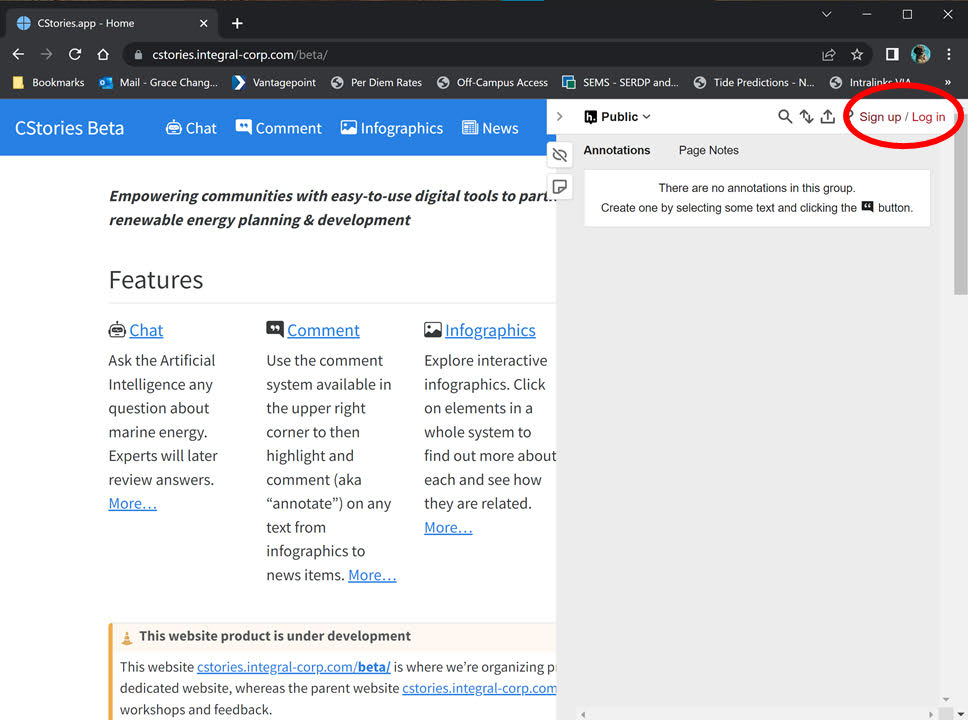 CStories.app - Home
cstories.integral-corp.com/beta/
Bookmarks
Mail - Grace Chang...
Vantagepoint
Per Diem Rates
Off-Campus Access
SEMS - SERDP and...
Tide Predictions - N...
Intralinks VIA
CStories Beta
Chat
Comment
Infographics
News
Public
Sign up / Log in
Annotations
Page Notes
There are no annotations in this group.
Create one by selecting some text and clicking the button.
Empowering communities with easy-to-use digital tools to
renewable energy planning & development
Features
Chat
Ask the Artificial
Intelligence any
question about
marine energy.
Experts will later
review answers.
More…
Comment
Use the comment
system available in
the upper right
corner to then
highlight and
comment (aka
“annotate”) on any
text from
infographics to
news items. More…
Infographics
Explore interactive
infographics. Click
on elements in a
whole system to
find out more about
each and see how
they are related.
More…
This website product is under development
This website cstories.integral-corp.com/beta/ is where we’re organizing
dedicated website, whereas the parent website cstories.integral-corp.com
workshops and feedback.